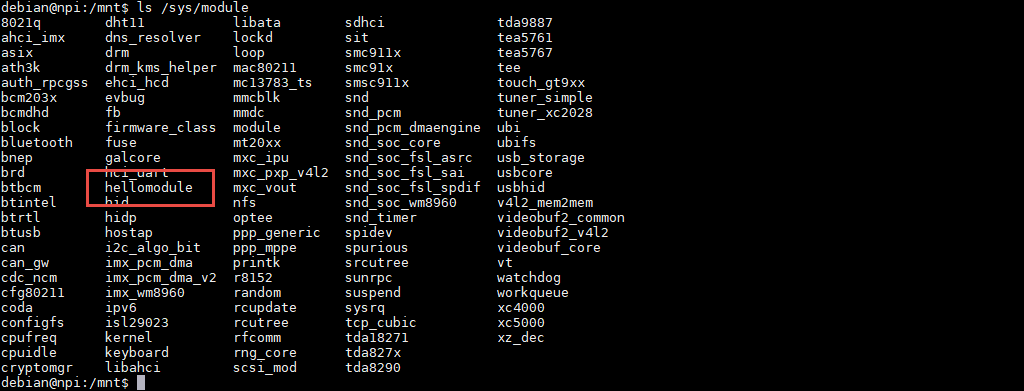 debian@npi:/mnt$ ls /sys/module
8021q dht11 libata sdhci tda9887
ahci_imx dns_resolver lockd sit tea5761
asix drm loop smc911x tea5767
ath3k drm_kms_helper mac80211 smc91x tee
auth_rpcgss ehci_hcd mc13783_ts smsc911x touch_gt9xx
bcm203x evbug mmcblk snd tuner_simple
bcmdhd fb mmdc snd_pcm tuner_xc2028
block firmware_class module snd_pcm_dmaengine ubi
bluetooth fuse mt20xx snd_soc_core ubifs
bnep galcore mxc_ipu snd_soc_fsl_asrc usb_storage
brd hci_uart mxc_pxp_v4l2 snd_soc_fsl_sai usbcore
btbcm hellomodule mxc_vout snd_soc_fsl_spdif usbhid
btintel hid nfs snd_soc_wm8960 v4l2_mem2mem
btrtl hidp optee snd_timer videobuf2_common
btusb hostap ppp_generic spidev videobuf2_v4l2
can i2c_algo_bit ppp_mppe spurious videobuf_core
can_gw imx_pcm_dma printk srcutree vt
cdc_ncm imx_pcm_dma_v2 r8152 sunrpc watchdog
cfg80211 imx_wm8960 random suspend workqueue
coda ipv6 rcupdate sysrq xc4000
configfs isl29023 rcutree tcp_cubic xc5000
cpufreq kernel rfcomm tda18271 xz_dec
cpuidle keyboard rng_core tda827x
cryptomgr libahci scsi_mod tda8290
debian@npi:/mnt$